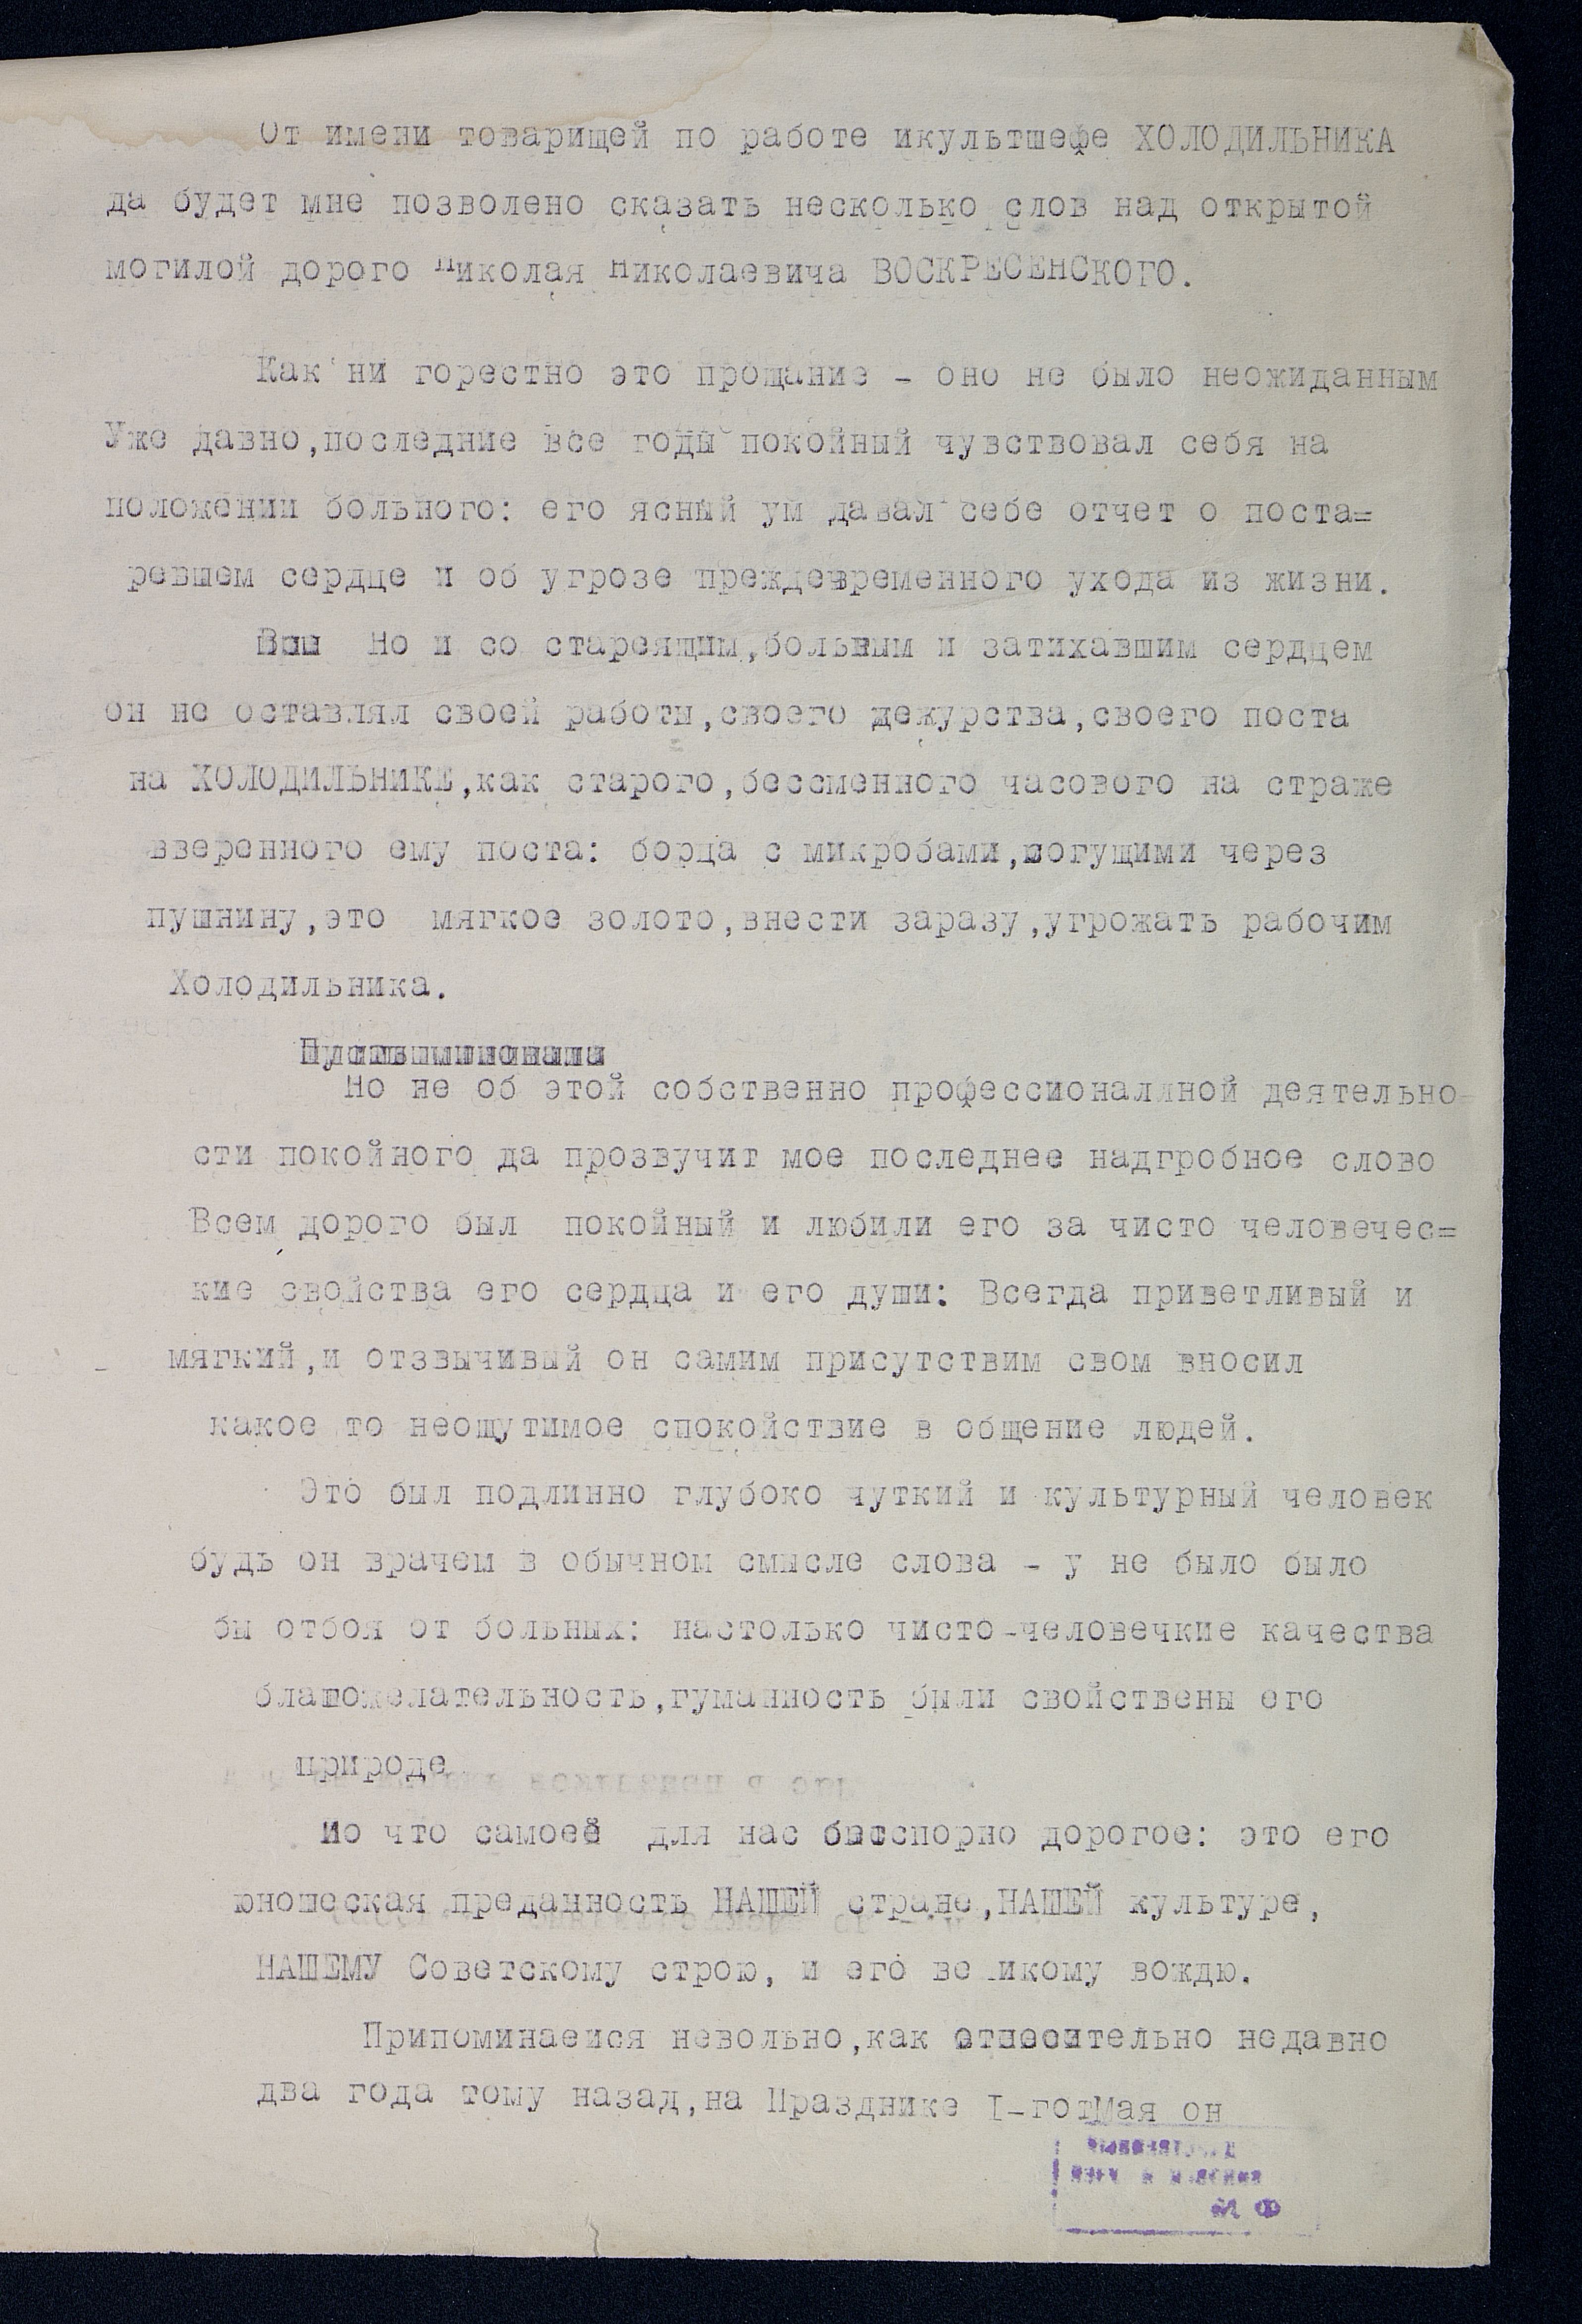 От имени товарищей по работе икультшефе ХОЛОДИЛЬНИКА
да будет мне позволено сказать несколько слов над открытой
могилой дорого Николая Николаевича ВОСКРЕСЕНСКОГО.
Как ни горестно это прощание - оно не было неожиданным
Уже давно,последние все годы покойный чувствовал себя на
положении больного: его ясный ум давал себе отчет о поста=
ревшем сердце и об угрозе преждевременного ухода из жизни.
Но и со стареящим,больным и затихавшим сердцем
он не оставлял своей работы,своего дежурства,своего поста
на ХОЛОДИЛЬНИКЕ,как старого,бессменного часового на страже
вверенного ему поста: борца с микробами,могущими через
пушнину,это мягкое золото,внести заразу,угрожать рабочим
Холодильника.
Но не об этой собственно профессионаляной деятельно-
сти покойного да прозвучит мое последнее надгробное слово
Всем дорого был покойный и любили его за чисто человечес=
кие свойства его сердца и его души: Всегда приветливый и
мягкий,и отзвычивый он самим присутствим свом вносил
какое то неощутимое спокойствие в общение людей.
Это был подлинно глубоко чуткий и культурный человек
будь он врачем в обычном смысле слова - у не было было
бы отбоя от больных: настолько чисто-человечкие качества
благожелательность,гуманность были свойствены его
природе
Но что самоей для нас бесспорно дорогое: это его
юношеская преданность НАШЕЙ стране,НАШЕЙ культуре,
НАШЕМУ Советскому строю, и его великому вождю.
Припоминаемся невольно,как относительно недавно
два года тому назад,на Празднике I-го Мая он